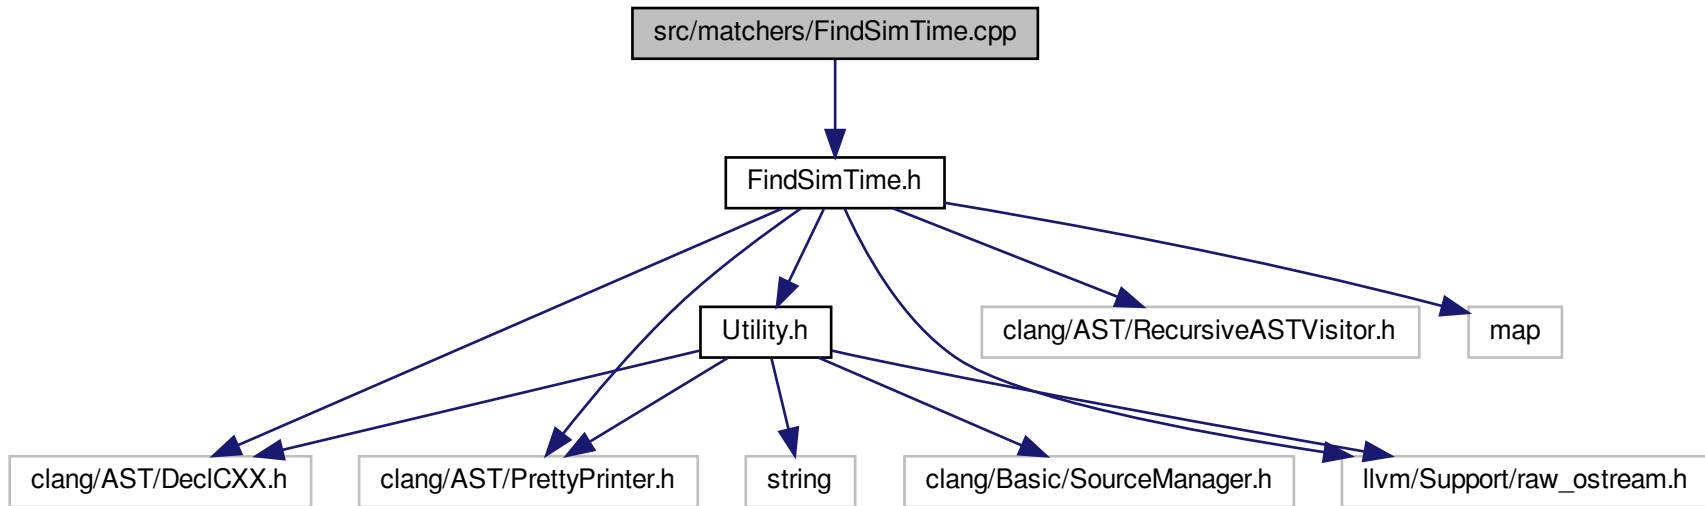 src/matchers/FindSimTime.cpp
FindSimTime.h
Utility.h
clang/AST/RecursiveASTVisitor.h
map
clang/AST/DeclCXX.h
clang/AST/PrettyPrinter.h
string
clang/Basic/SourceManager.h
llvm/Support/raw_ostream.h